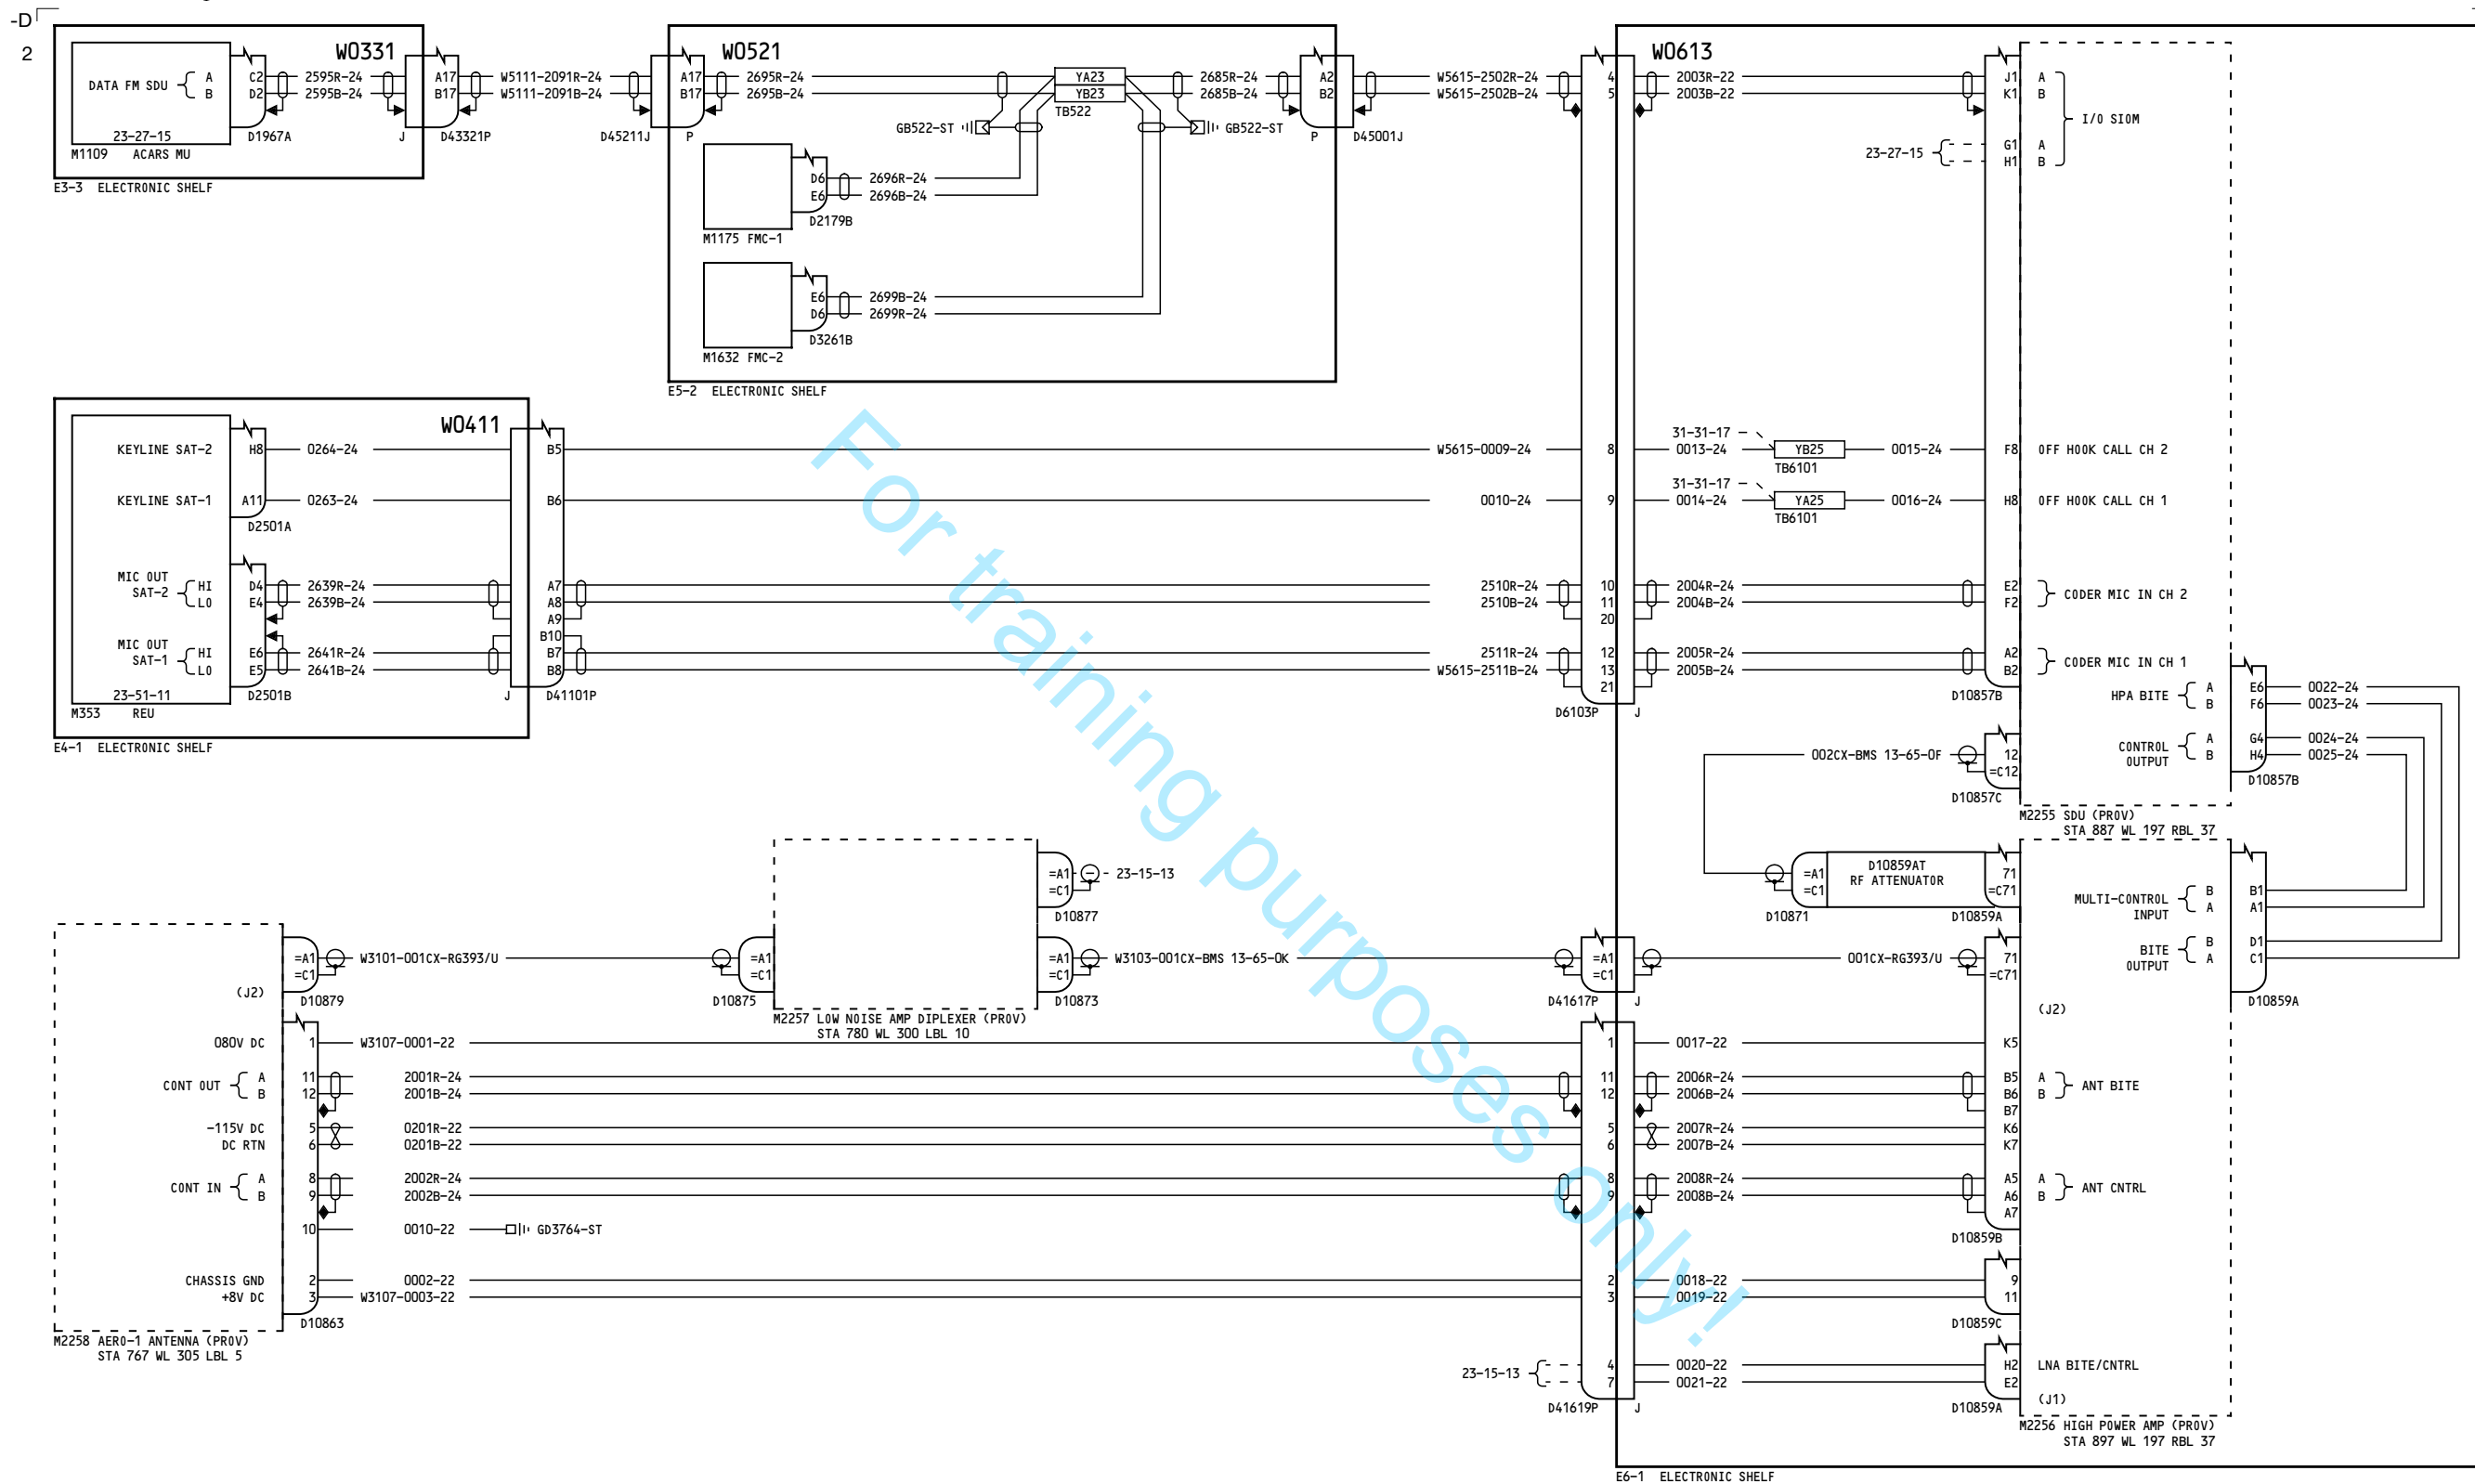 -D
2
W0331
DATA FM SDU A B
C2 2595R-24 A17 W5111-2091R-24 A17 2695R-24 YA23 2685R-24 A2 W5615-2502R-24 4 2003R-22 J1 A
D2 2595B-24 B17 W5111-2091B-24 B17 2695B-24 YB23 2685B-24 B2 W5615-2502B-24 5 2003B-22 K1 B
I/O SIOM
23-27-15
M1109 ACARS MU
D1967A
J D43321P
E3-3 ELECTRONIC SHELF
W0521
D45211J P
TB522
GB522-ST
GB522-ST
P D45001J
D6 2696R-24
E6 2696B-24
D2179B
M1175 FMC-1
E6 2699B-24
D6 2699R-24
D3261B
M1632 FMC-2
E5-2 ELECTRONIC SHELF
W0613
23-27-15
G1 A
H1 B
W0411
KEYLINE SAT-2 H8 0264-24 B5 W5615-0009-24 8 0013-24 YB25 0015-24 F8 OFF HOOK CALL CH 2
31-31-17
TB6101
KEYLINE SAT-1 A11 0263-24 B6 0010-24 9 0014-24 YA25 0016-24 H8 OFF HOOK CALL CH 1
31-31-17
TB6101
D2501A
MIC OUT
SAT-2 HI LO
D4 2639R-24 A7 2510R-24 10 2004R-24 E2
E4 2639B-24 A8 2510B-24 11 2004B-24 F2
CODER MIC IN CH 2
A9 20
B10
MIC OUT
SAT-1 HI LO
E6 2641R-24 B7 2511R-24 12 2005R-24 A2
E5 2641B-24 B8 W5615-2511B-24 13 2005B-24 B2
CODER MIC IN CH 1
21
23-51-11
M353 REU
D2501B
J D41101P
D6103P J
D10857B
E4-1 ELECTRONIC SHELF
HPA BITE A B
E6 0022-24
F6 0023-24
CONTROL
OUTPUT A B
G4 0024-24
H4 0025-24
D10857B
002CX-BMS 13-65-0F 12
=C12
D10857C
M2255 SDU (PROV)
STA 887 WL 197 RBL 37
=A1
=C1
D10871
D10859AT
RF ATTENUATOR
71
=C71
D10859A
MULTI-CONTROL
INPUT B A
B1
A1
BITE
OUTPUT B A
D1
C1
D10859A
=A1 23-15-13
=C1
D10877
=A1 W3101-001CX-RG393/U =A1
=C1 =C1
(J2)
D10879
D10875
=A1 W3103-001CX-BMS 13-65-0K =A1 001CX-RG393/U 71
=C1 =C1 =C71
D10873
D41617P J
(J2)
M2257 LOW NOISE AMP DIPLEXER (PROV)
STA 780 WL 300 LBL 10
080V DC 1 W3107-0001-22 1 0017-22 K5
CONT OUT A B
11 2001R-24 11 2006R-24 B5 A
12 2001B-24 12 2006B-24 B6 B
ANT BITE
B7
-115V DC 5 0201R-22 5 2007R-24 K6
DC RTN 6 0201B-22 6 2007B-24 K7
CONT IN A B
8 2002R-24 8 2008R-24 A5 A
9 2002B-24 9 2008B-24 A6 B
ANT CNTRL
A7
10 0010-22 GD3764-ST
D10859B
CHASSIS GND 2 0002-22 2 0018-22 9
+8V DC 3 W3107-0003-22 3 0019-22 11
D10863
D10859C
M2258 AERO-1 ANTENNA (PROV)
STA 767 WL 305 LBL 5
23-15-13
4 0020-22 H2 LNA BITE/CNTRL
7 0021-22 E2
(J1)
D41619P J
D10859A
M2256 HIGH POWER AMP (PROV)
STA 897 WL 197 RBL 37
E6-1 ELECTRONIC SHELF
For training purposes only!